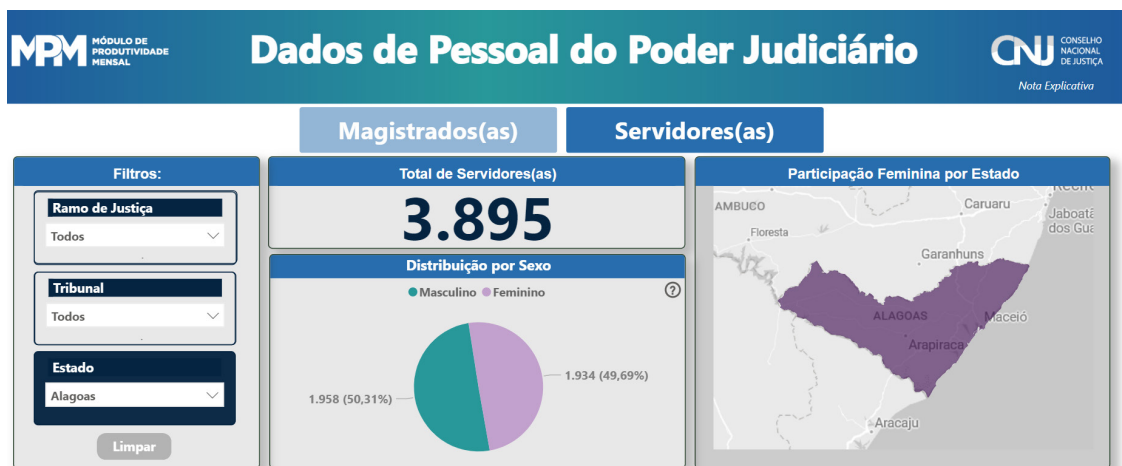 MPM MÓDULO DE
PRODUTIVIDADE
MENSAL
Dados de Pessoal do Poder Judiciário
CNJ CONSELHO
NACIONAL
DE JUSTIÇA
Nota Explicativa
Magistrados(as)
Servidores(as)
Filtros:
Ramo de Justiça
Todos
Tribunal
Todos
Estado
Alagoas
Limpar
Total de Servidores(as)
3.895
Distribuição por Sexo
Masculino Feminino
?
1.934 (49,69%)
1.958 (50,31%)
Participação Feminina por Estado
AMBUCO
Caruaru
Jaboatã
dos Gua
Floresta
Garanhuns
ALAGOAS
Maceió
Arapiraca
Aracaju